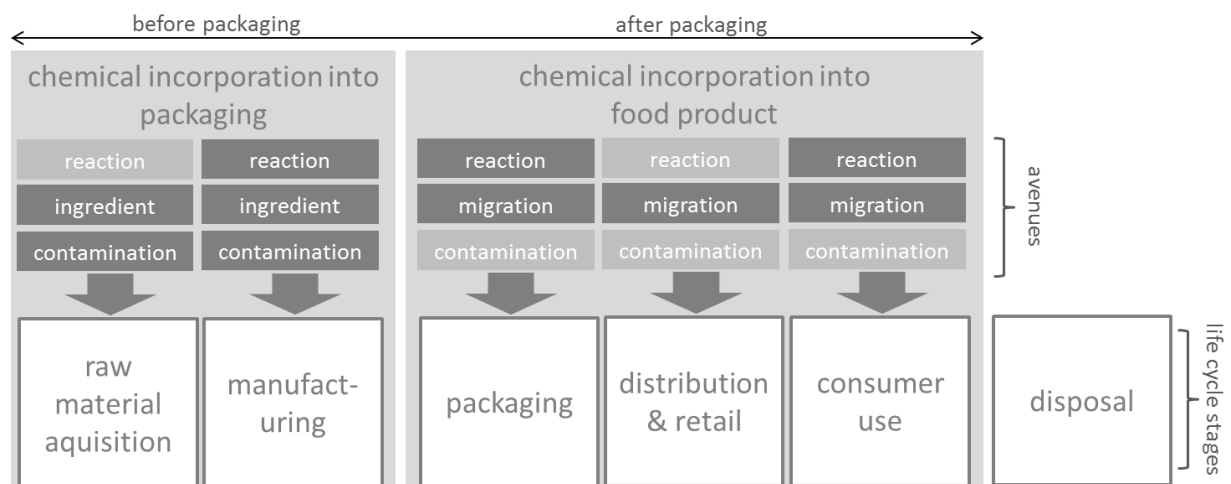 before packaging
after packaging
chemical incorporation into
packaging
chemical incorporation into
food product
reaction
reaction
reaction
reaction
reaction
ingredient
ingredient
migration
migration
migration
contamination
contamination
contamination
contamination
contamination
avenues
raw
material
aquisition
manufact-
uring
packaging
distribution
& retail
consumer
use
disposal
life cycle stages